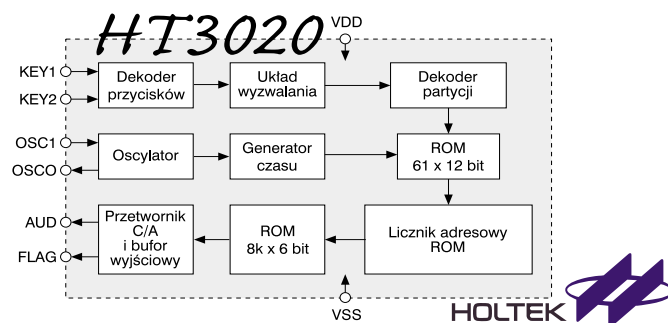 HT3020
VDD
KEY1
KEY2
Dekoder
przycisków
Układ
wyzwalania
Dekoder
partycji
OSC1
OSCO
Oscylator
Generator
czasu
ROM
61 x 12 bit
AUD
FLAG
Przetwornik
C/A
i bufor
wyjściowy
ROM
8k x 6 bit
Licznik adresowy
ROM
VSS
HOLTEK